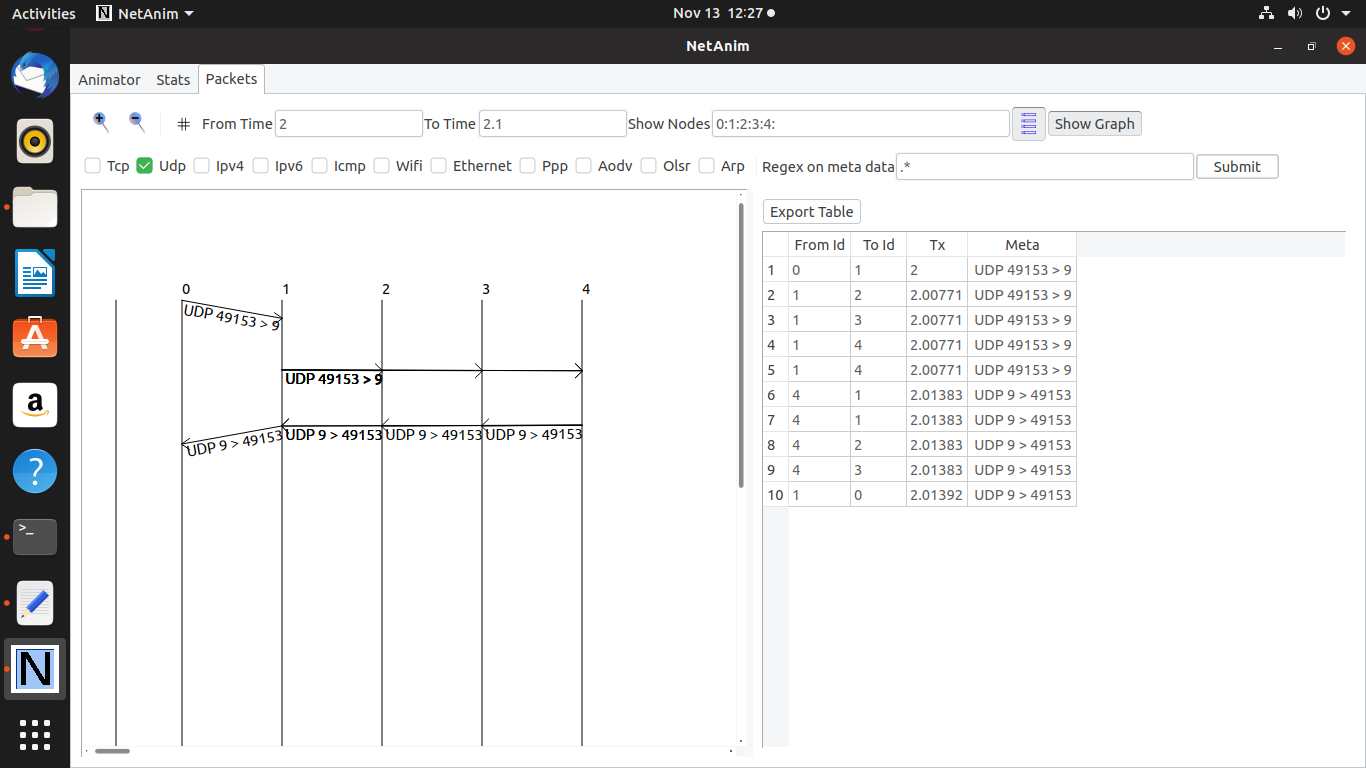 Activities NetAnim Nov 13 12:27
NetAnim
Animator Stats Packets
# From Time 2 To Time 2.1 Show Nodes 0:1:2:3:4: Show Graph
Tcp Udp Ipv4 Ipv6 Icmp Wifi Ethernet Ppp Aodv Olsr Arp Regex on meta data .* Submit
Export Table
From Id To Id Tx Meta
1 0 1 2 UDP 49153 > 9
2 1 2 2.00771 UDP 49153 > 9
3 1 3 2.00771 UDP 49153 > 9
4 1 4 2.00771 UDP 49153 > 9
5 1 4 2.00771 UDP 49153 > 9
6 4 1 2.01383 UDP 9 > 49153
7 4 1 2.01383 UDP 9 > 49153
8 4 2 2.01383 UDP 9 > 49153
9 4 3 2.01383 UDP 9 > 49153
10 1 0 2.01392 UDP 9 > 49153
0 1 2 3 4
UDP 49153 > 9
UDP 49153 > 9
UDP 9 > 49153 UDP 9 > 49153 UDP 9 > 49153 UDP 9 > 49153
a
?
>_
N